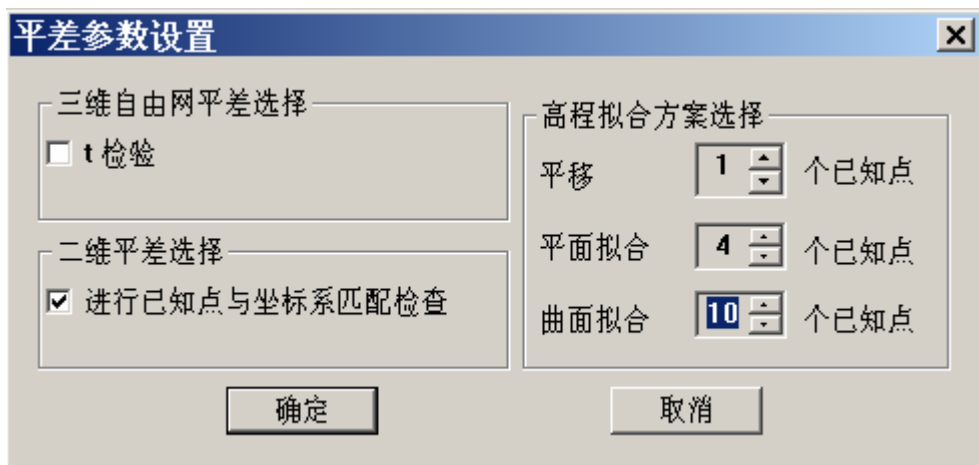 平差参数设置
三维自由网平差选择
t 检验
二维平差选择
进行已知点与坐标系匹配检查
高程拟合方案选择
平移 1 个已知点
平面拟合 4 个已知点
曲面拟合 10 个已知点
确定 取消